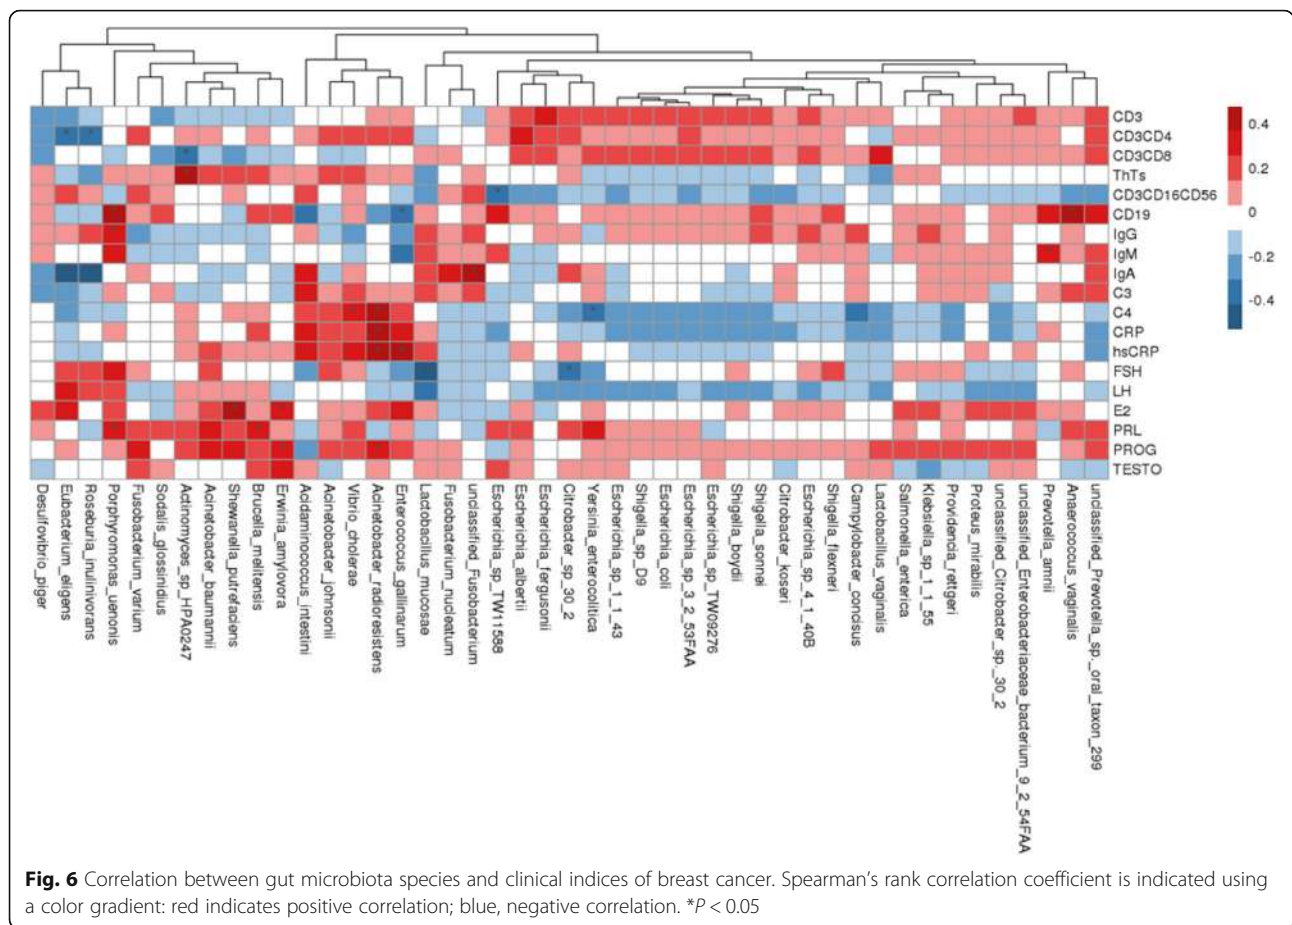 CD3
CD3CD4
CD3CD8
ThTs
CD3CD16CD56
CD19
IgG
IgM
IgA
C3
C4
CRP
hsCRP
FSH
LH
E2
PRL
PROG
TESTO
0.4
0.2
0
-0.2
-0.4
Desulfovibrio_piger
Eubacterium_eligens
Roseburia_inulinivorans
Porphyromonas_uenonis
Fusobacterium_varium
Sodalis_glossinidius
Actinomyces_sp_HPA0247
Acinetobacter_baumannii
Shewanella_putrefaciens
Brucella_melitensis
Erwinia_amylovora
Acidaminococcus_intestini
Acinetobacter_johnsonii
Vibrio_cholerae
Acinetobacter_radioresistens
Enterococcus_gallinarum
Lactobacillus_mucosae
Fusobacterium_nucleatum
unclassified_Fusobacterium
Escherichia_sp_TW11588
Escherichia_albertii
Escherichia_fergusonii
Citrobacter_sp_30_2
Yersinia_enterocolitica
Escherichia_sp_1_1_43
Shigella_sp_D9
Escherichia_coli
Escherichia_sp_3_2_53FAA
Escherichia_sp_TW09276
Shigella_boydii
Shigella_sonnei
Citrobacter_koseri
Escherichia_sp_4_1_40B
Shigella_flexneri
Campylobacter_concisus
Lactobacillus_vaginalis
Salmonella_enterica
Klebsiella_sp_1_1_55
Providencia_rettgeri
Proteus_mirabilis
unclassified_Citrobacter_sp._30_2
unclassified_Enterobacteriaceae_bacterium_9_2_54FAA
Prevotella_amnii
Anaerococcus_vaginalis
unclassified_Prevotella_sp._oral_taxon_299
Fig. 6 Correlation between gut microbiota species and clinical indices of breast cancer. Spearman's rank correlation coefficient is indicated using
a color gradient: red indicates positive correlation; blue, negative correlation. *P < 0.05